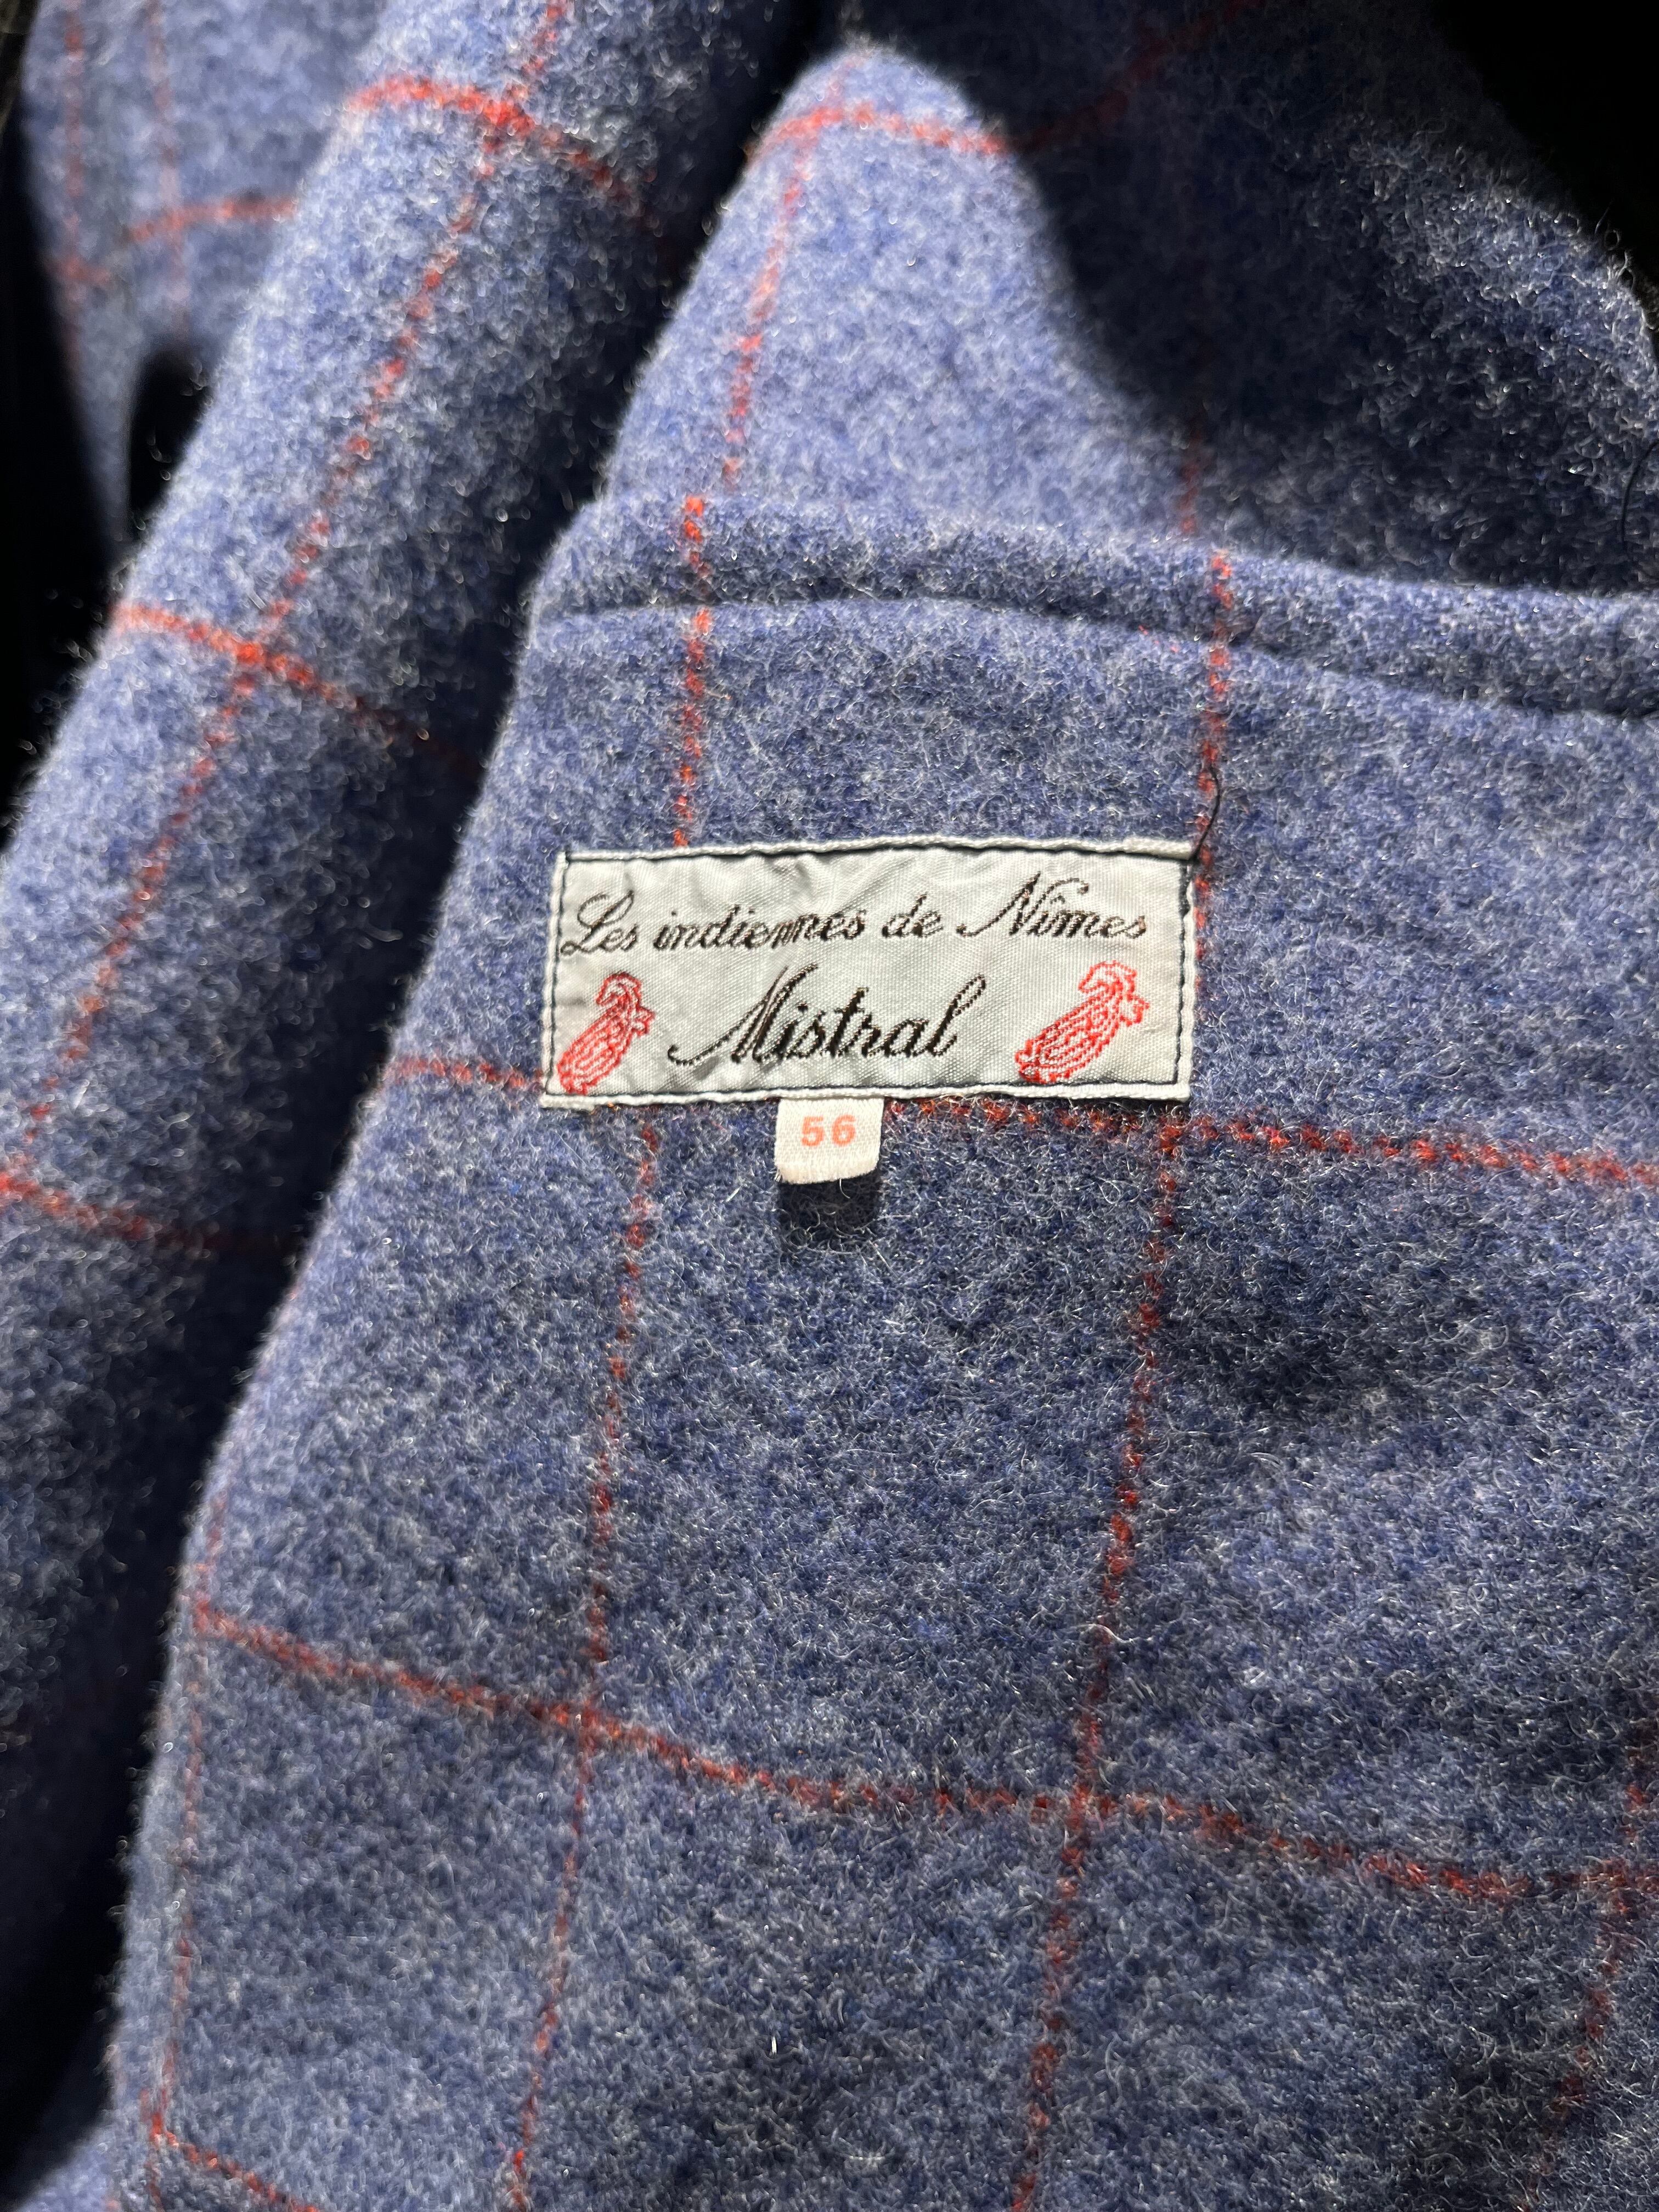 Les indiennes de Nîmes
Mistral
56